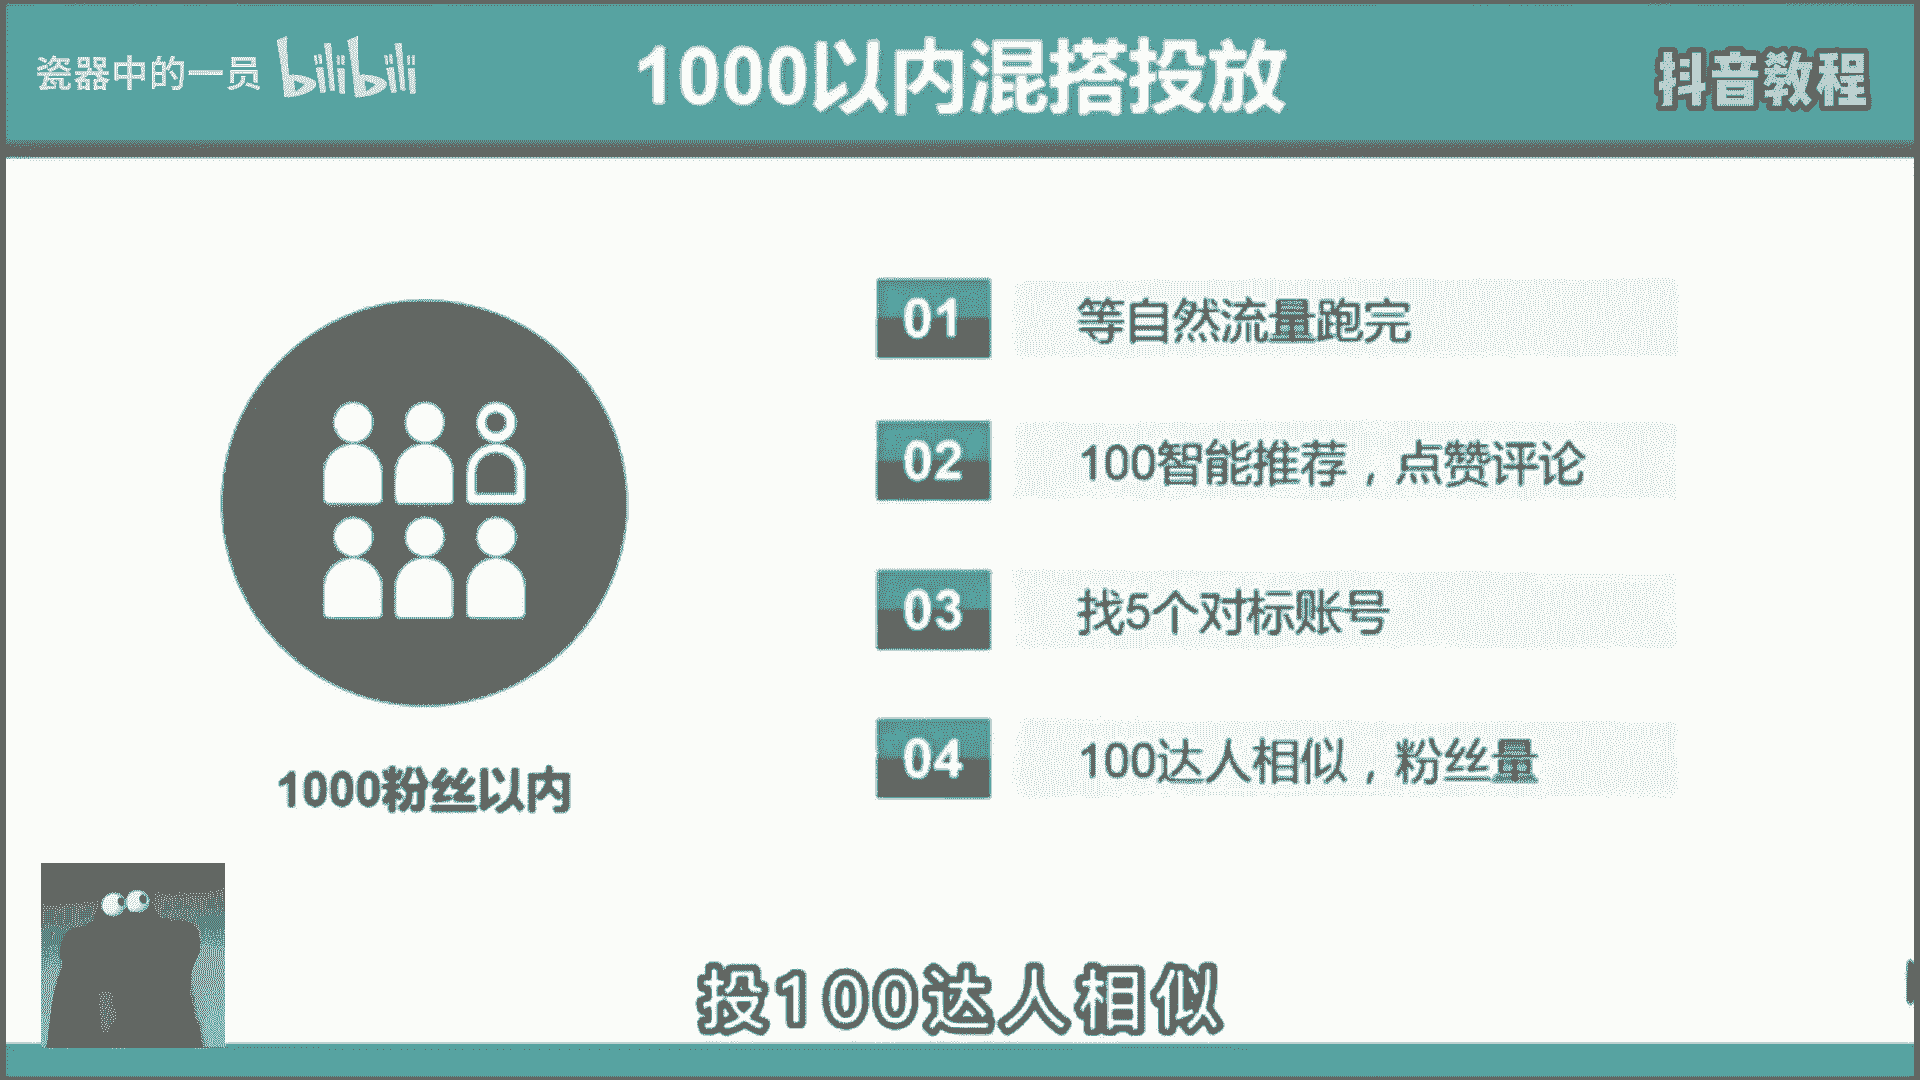 瓷器中的一员 bilibili
1000以内混搭投放
抖音教程
01 等自然流量跑完
02 100智能推荐，点赞评论
03 找5个对标账号
04 100达人相似，粉丝量
1000粉丝以内
投100达人相似